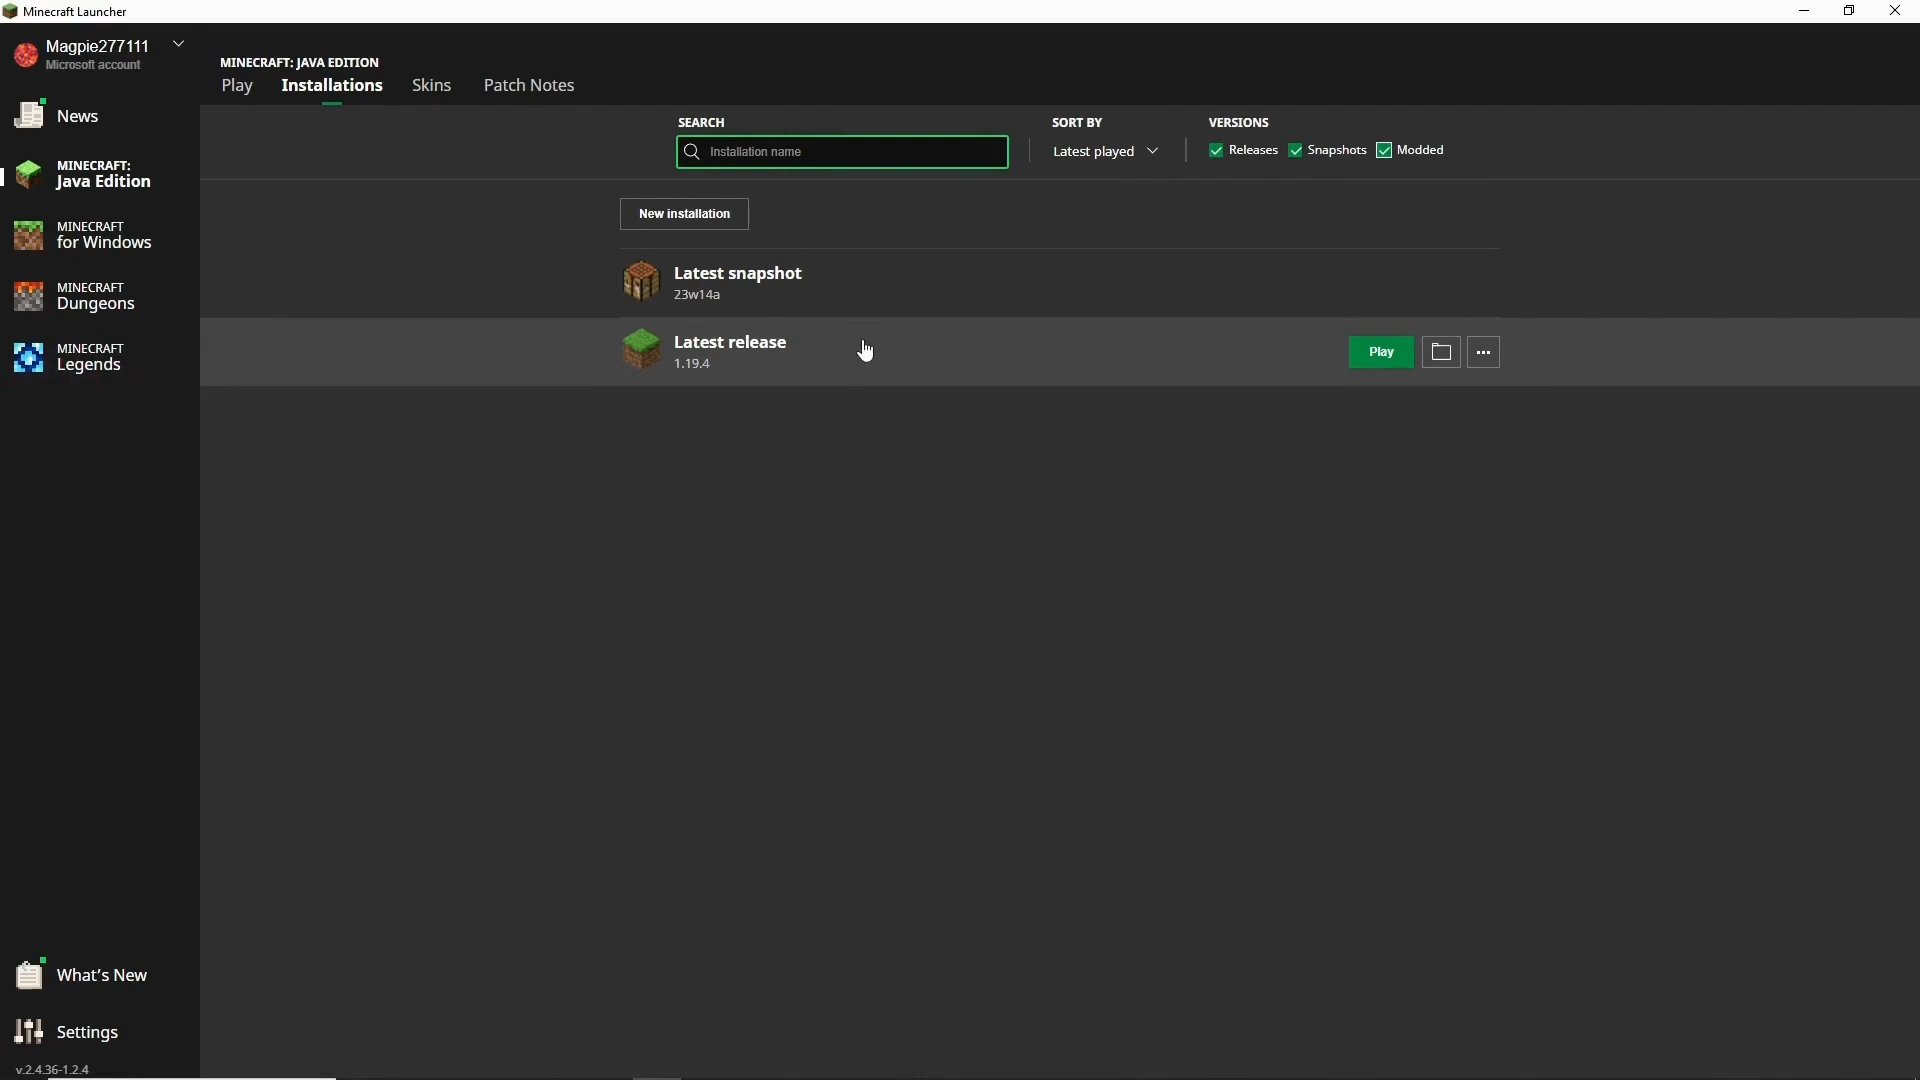 Minecraft Launcher
Magpie277111
Microsoft account
News
MINECRAFT:
Java Edition
MINECRAFT
for Windows
MINECRAFT
Dungeons
MINECRAFT
Legends
What's New
Settings
v.2.4.36-1.2.4
MINECRAFT: JAVA EDITION
Play Installations Skins Patch Notes
SEARCH SORT BY VERSIONS
Installation name Latest played Releases Snapshots Modded
New installation
Latest snapshot
23w14a
Latest release
1.19.4
Play